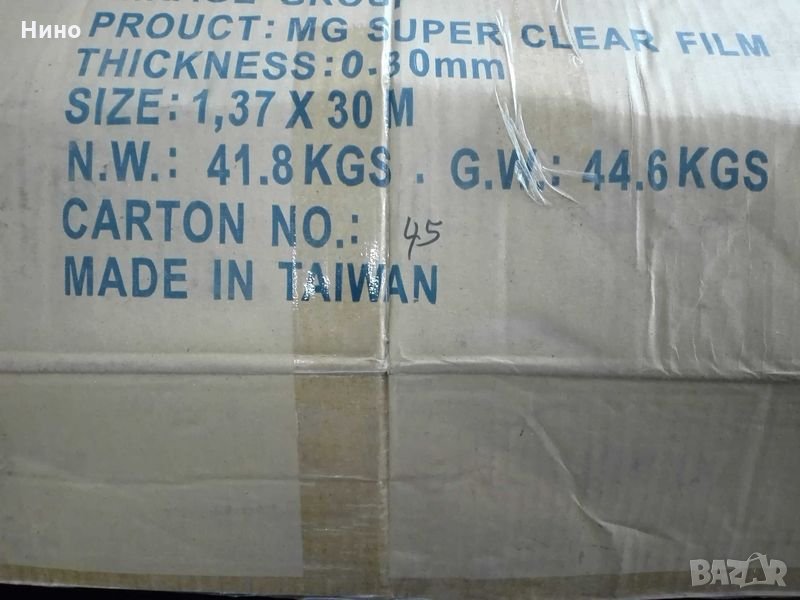 Нино
PRODUCT: MG SUPER CLEAR FILM
THICKNESS: 0.30mm
SIZE: 1,37 X 30 M
N.W.: 41.8 KGS . G.W.: 44.6 KGS
CARTON NO.: 45
MADE IN TAIWAN
BAZAR